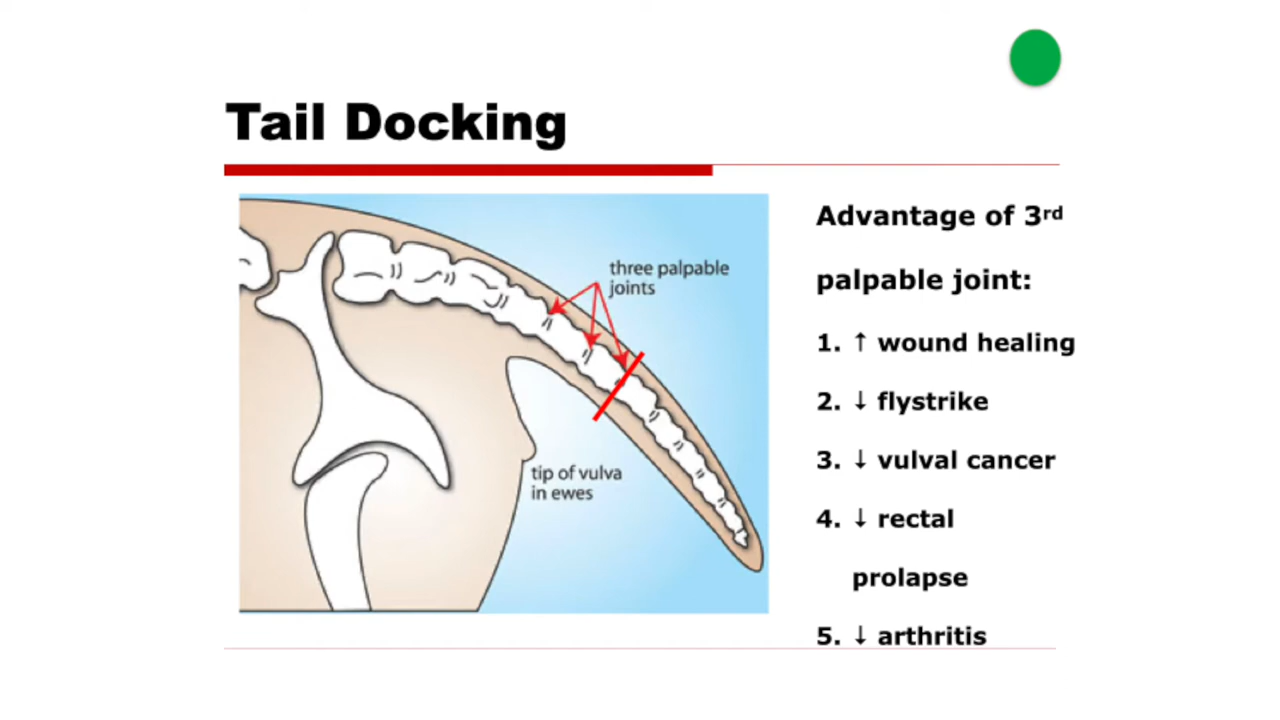 Tail Docking
three palpable
joints
tip of vulva
in ewes
Advantage of 3rd
palpable joint:
1. ↑ wound healing
2. ↓ flystrike
3. ↓ vulval cancer
4. ↓ rectal
prolapse
5. ↓ arthritis